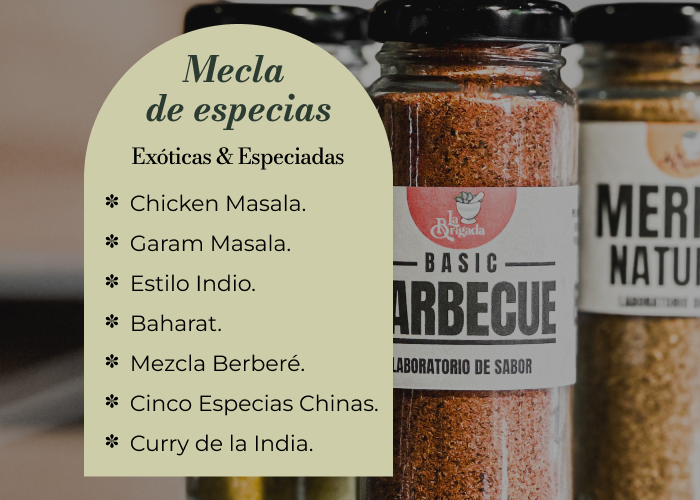 Mecla
de especias
Exóticas & Especiadas
✽ Chicken Masala.
✽ Garam Masala.
✽ Estilo Indio.
✽ Baharat.
✽ Mezcla Berberé.
✽ Cinco Especias Chinas.
✽ Curry de la India.
la
Brigada
BASIC
ARBECUE
LABORATORIO DE SABOR
MER
NATU